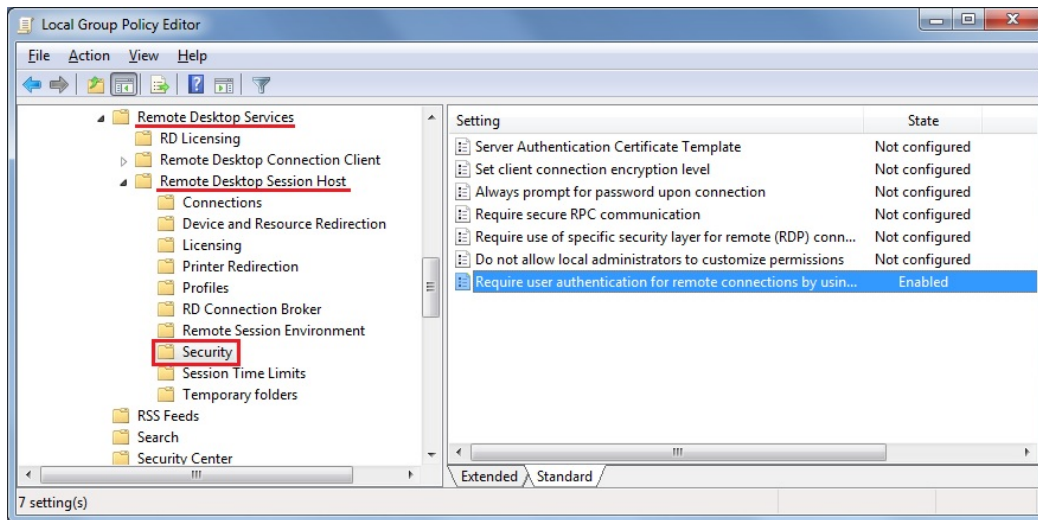 Local Group Policy Editor
File Action View Help
Remote Desktop Services
RD Licensing
Remote Desktop Connection Client
Remote Desktop Session Host
Connections
Device and Resource Redirection
Licensing
Printer Redirection
Profiles
RD Connection Broker
Remote Session Environment
Security
Session Time Limits
Temporary folders
RSS Feeds
Search
Security Center
Setting State
Server Authentication Certificate Template Not configured
Set client connection encryption level Not configured
Always prompt for password upon connection Not configured
Require secure RPC communication Not configured
Require use of specific security layer for remote (RDP) conn... Not configured
Do not allow local administrators to customize permissions Not configured
Require user authentication for remote connections by usin... Enabled
Extended Standard
7 setting(s)